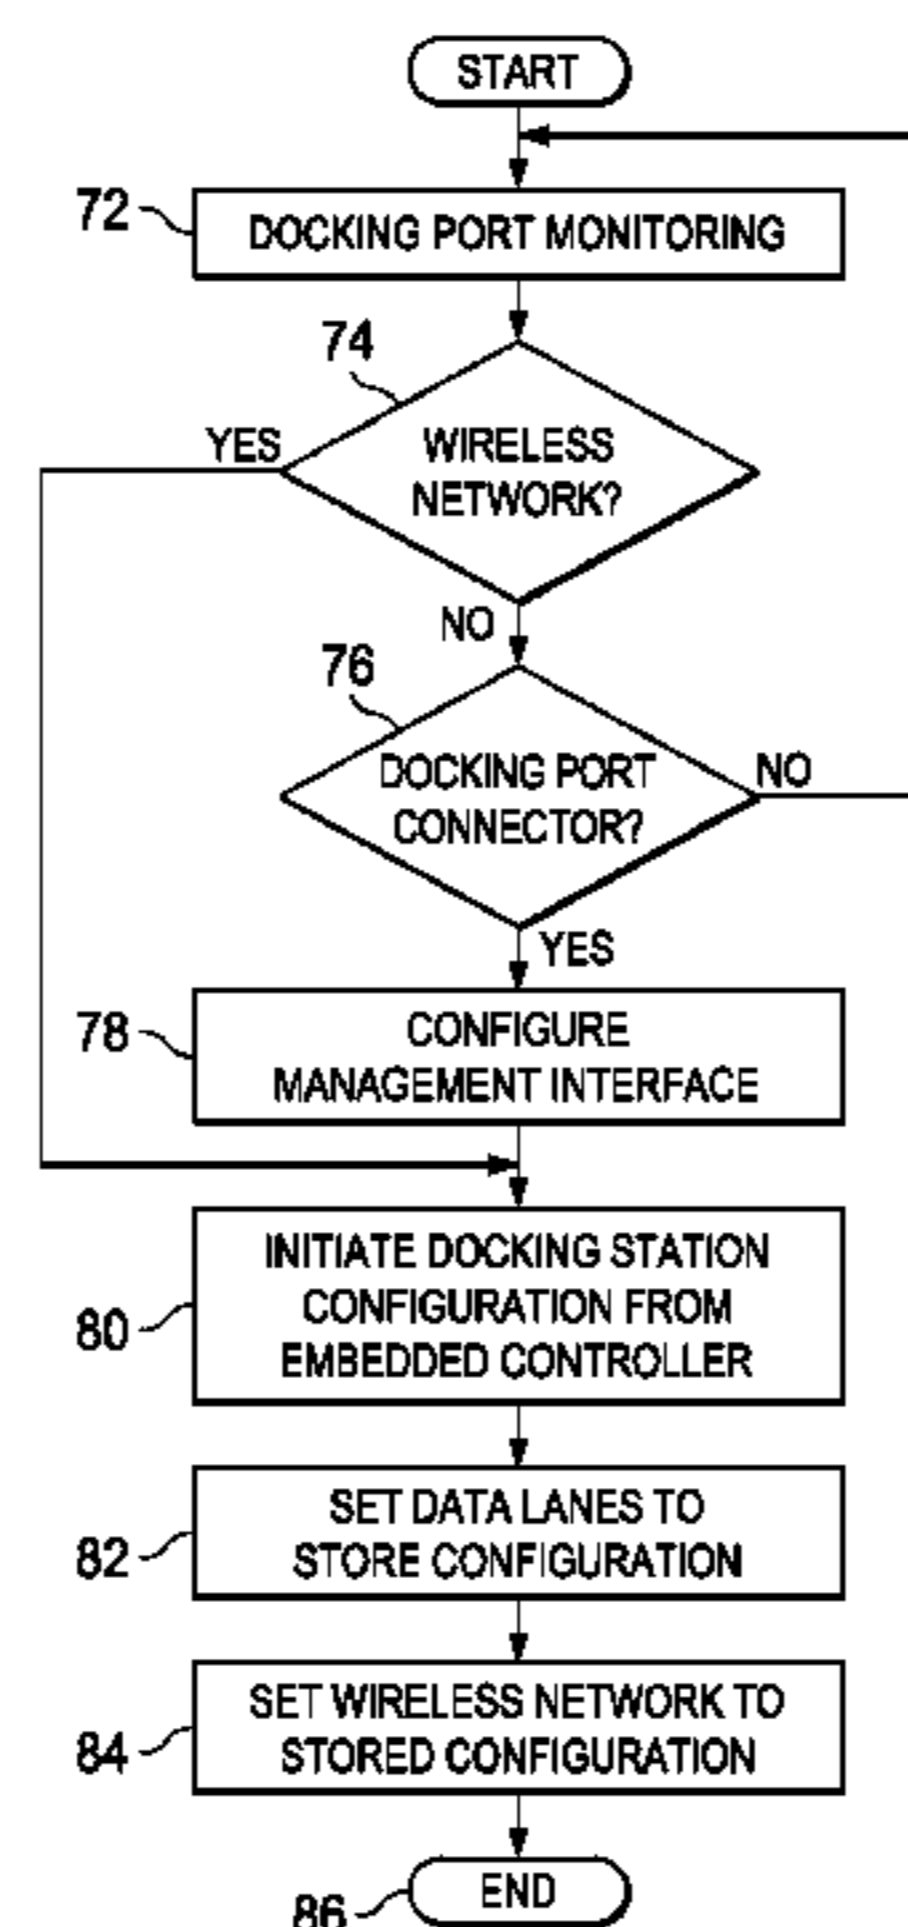 START
72
DOCKING PORT MONITORING
74
YES
WIRELESS
NETWORK?
NO
76
DOCKING PORT
CONNECTOR?
NO
YES
78
CONFIGURE
MANAGEMENT INTERFACE
80
INITIATE DOCKING STATION
CONFIGURATION FROM
EMBEDDED CONTROLLER
82
SET DATA LANES TO
STORE CONFIGURATION
84
SET WIRELESS NETWORK TO
STORED CONFIGURATION
86
END